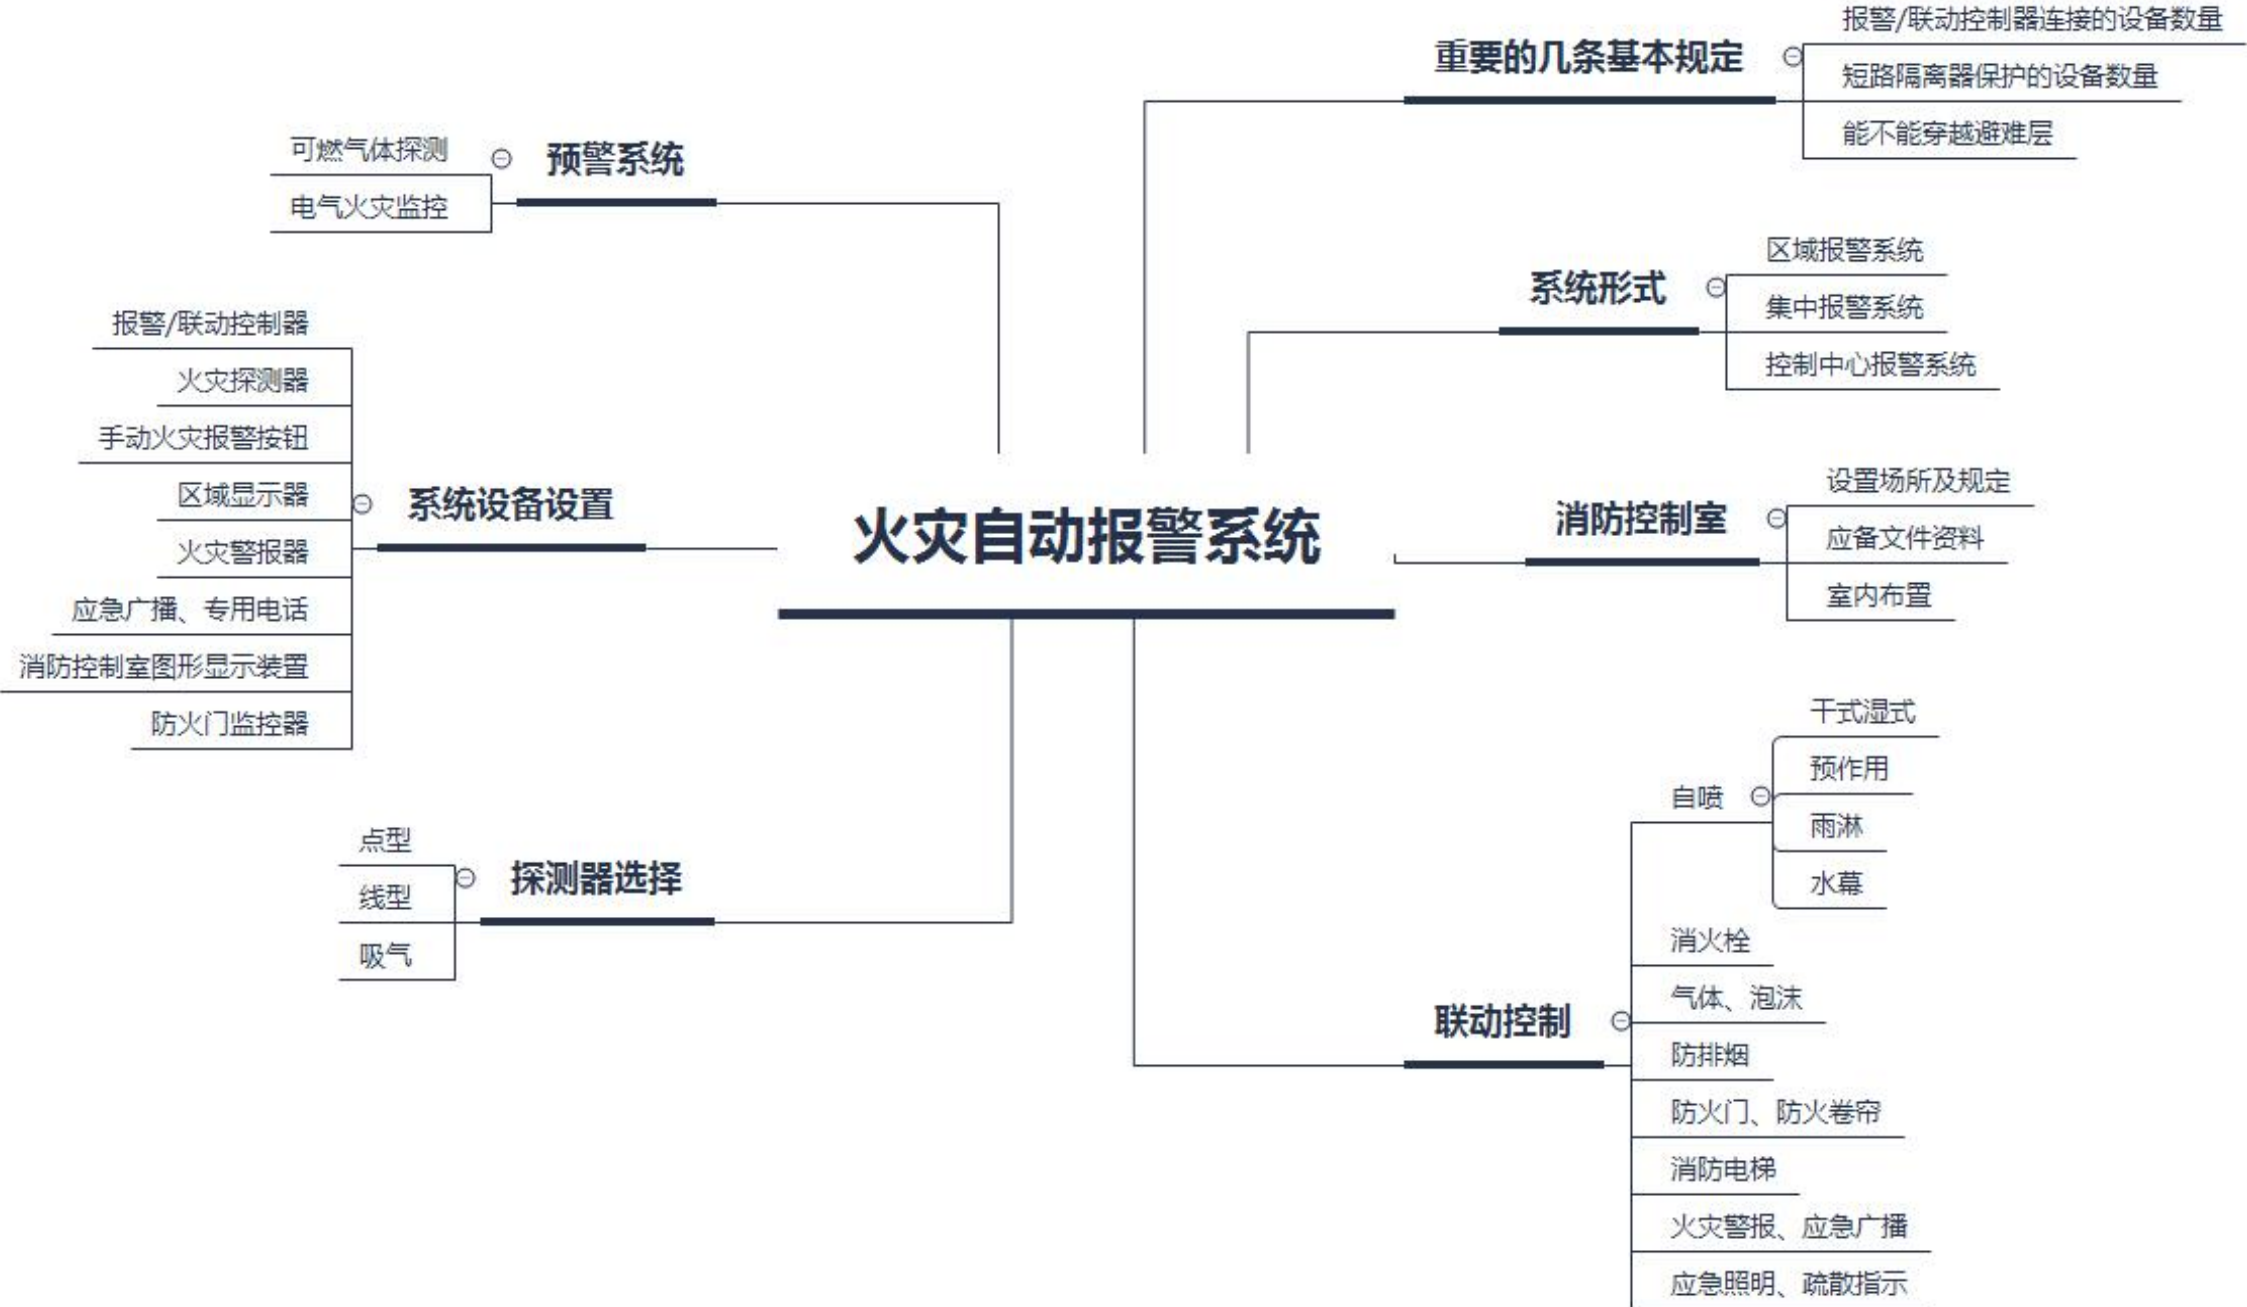 火灾自动报警系统
重要的几条基本规定
报警/联动控制器连接的设备数量
短路隔离器保护的设备数量
能不能穿越避难层
系统形式
区域报警系统
集中报警系统
控制中心报警系统
消防控制室
设置场所及规定
应备文件资料
室内布置
联动控制
自喷
干式湿式
预作用
雨淋
水幕
消火栓
气体、泡沫
防排烟
防火门、防火卷帘
消防电梯
火灾警报、应急广播
应急照明、疏散指示
预警系统
可燃气体探测
电气火灾监控
系统设备设置
报警/联动控制器
火灾探测器
手动火灾报警按钮
区域显示器
火灾警报器
应急广播、专用电话
消防控制室图形显示装置
防火门监控器
探测器选择
点型
线型
吸气